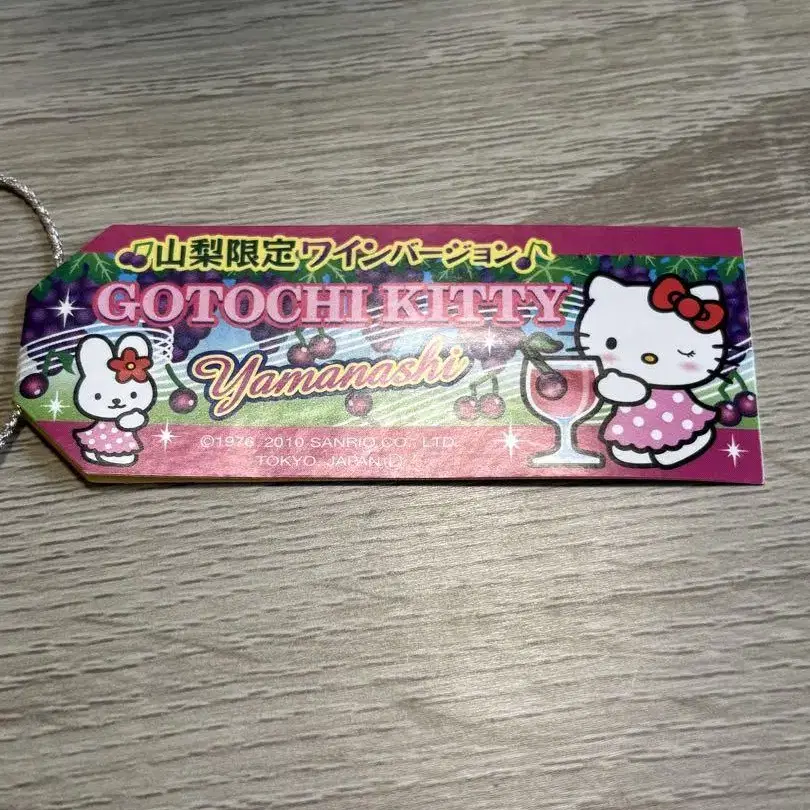 山梨限定ワインバージョン
GOTOCHI KITTY
Yamanashi
©1976, 2010 SANRIO CO., LTD.
TOKYO, JAPAN (L)